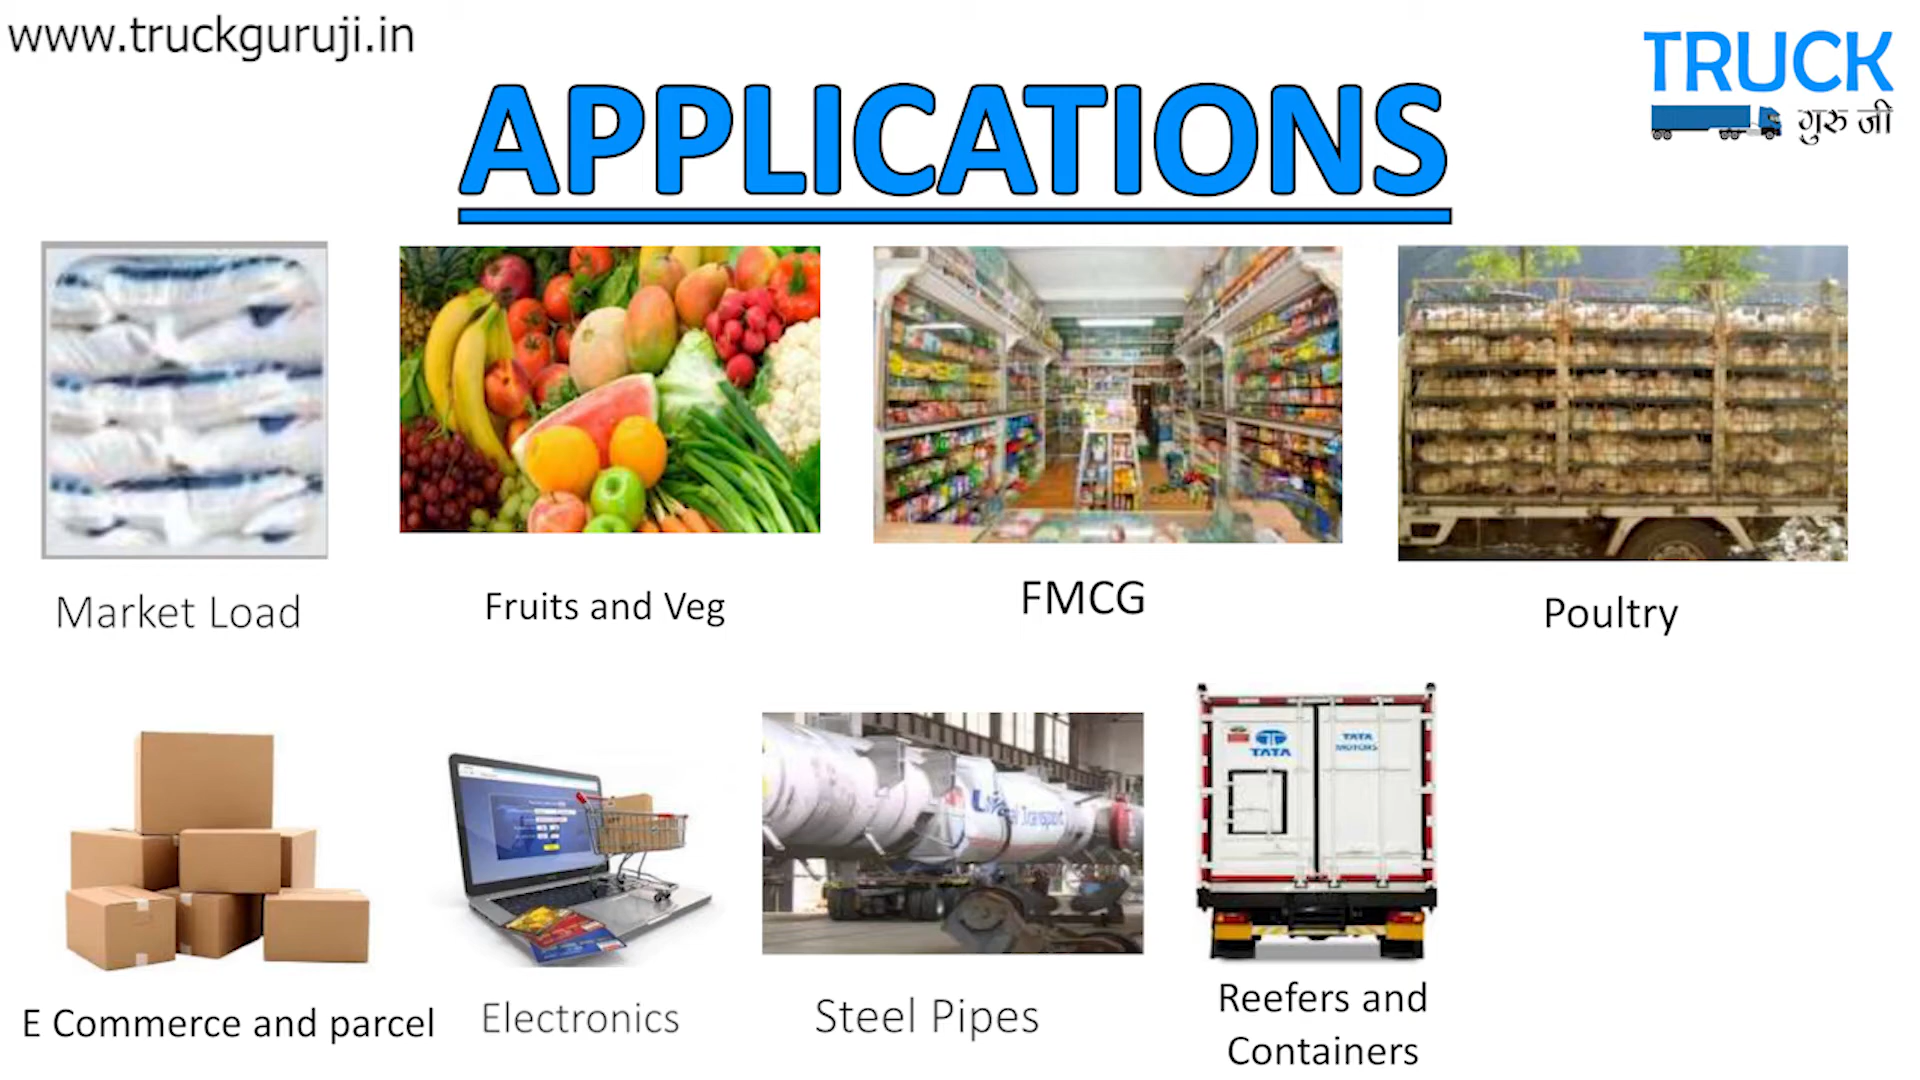 www.truckguruji.in
TRUCK
गुरु जी
APPLICATIONS
Market Load
Fruits and Veg
FMCG
Poultry
TATA
TATA
MOTORS
E Commerce and parcel
Electronics
Steel Pipes
Reefers and
Containers